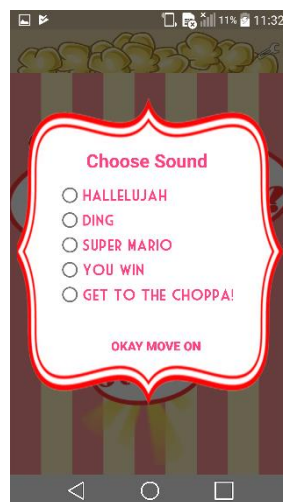 11% 11:32
Choose Sound
HALLELUJAH
DING
SUPER MARIO
YOU WIN
GET TO THE CHOPPA!
OKAY MOVE ON